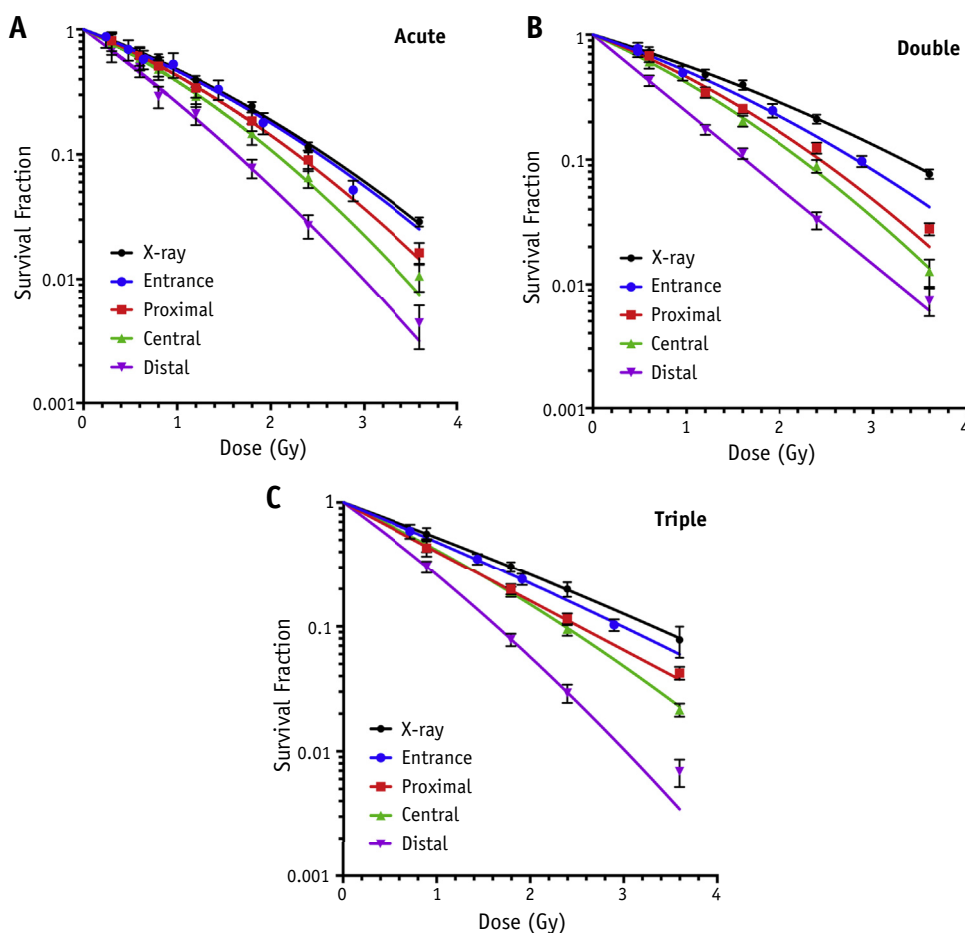 A
Acute
1
0.1
0.01
0.001
Survival Fraction
X-ray
Entrance
Proximal
Central
Distal
0 1 2 3 4
Dose (Gy)
B
Double
1
0.1
0.01
0.001
Survival Fraction
X-ray
Entrance
Proximal
Central
Distal
0 1 2 3 4
Dose (Gy)
C
Triple
1
0.1
0.01
0.001
Survival Fraction
X-ray
Entrance
Proximal
Central
Distal
0 1 2 3 4
Dose (Gy)